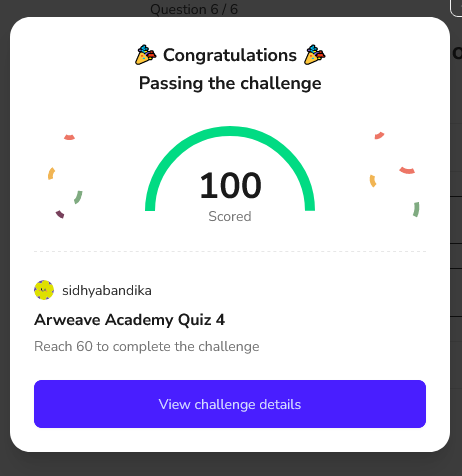 Question 6 / 6
Congratulations
Passing the challenge
100
Scored
sidhyabandika
Arweave Academy Quiz 4
Reach 60 to complete the challenge
View challenge details